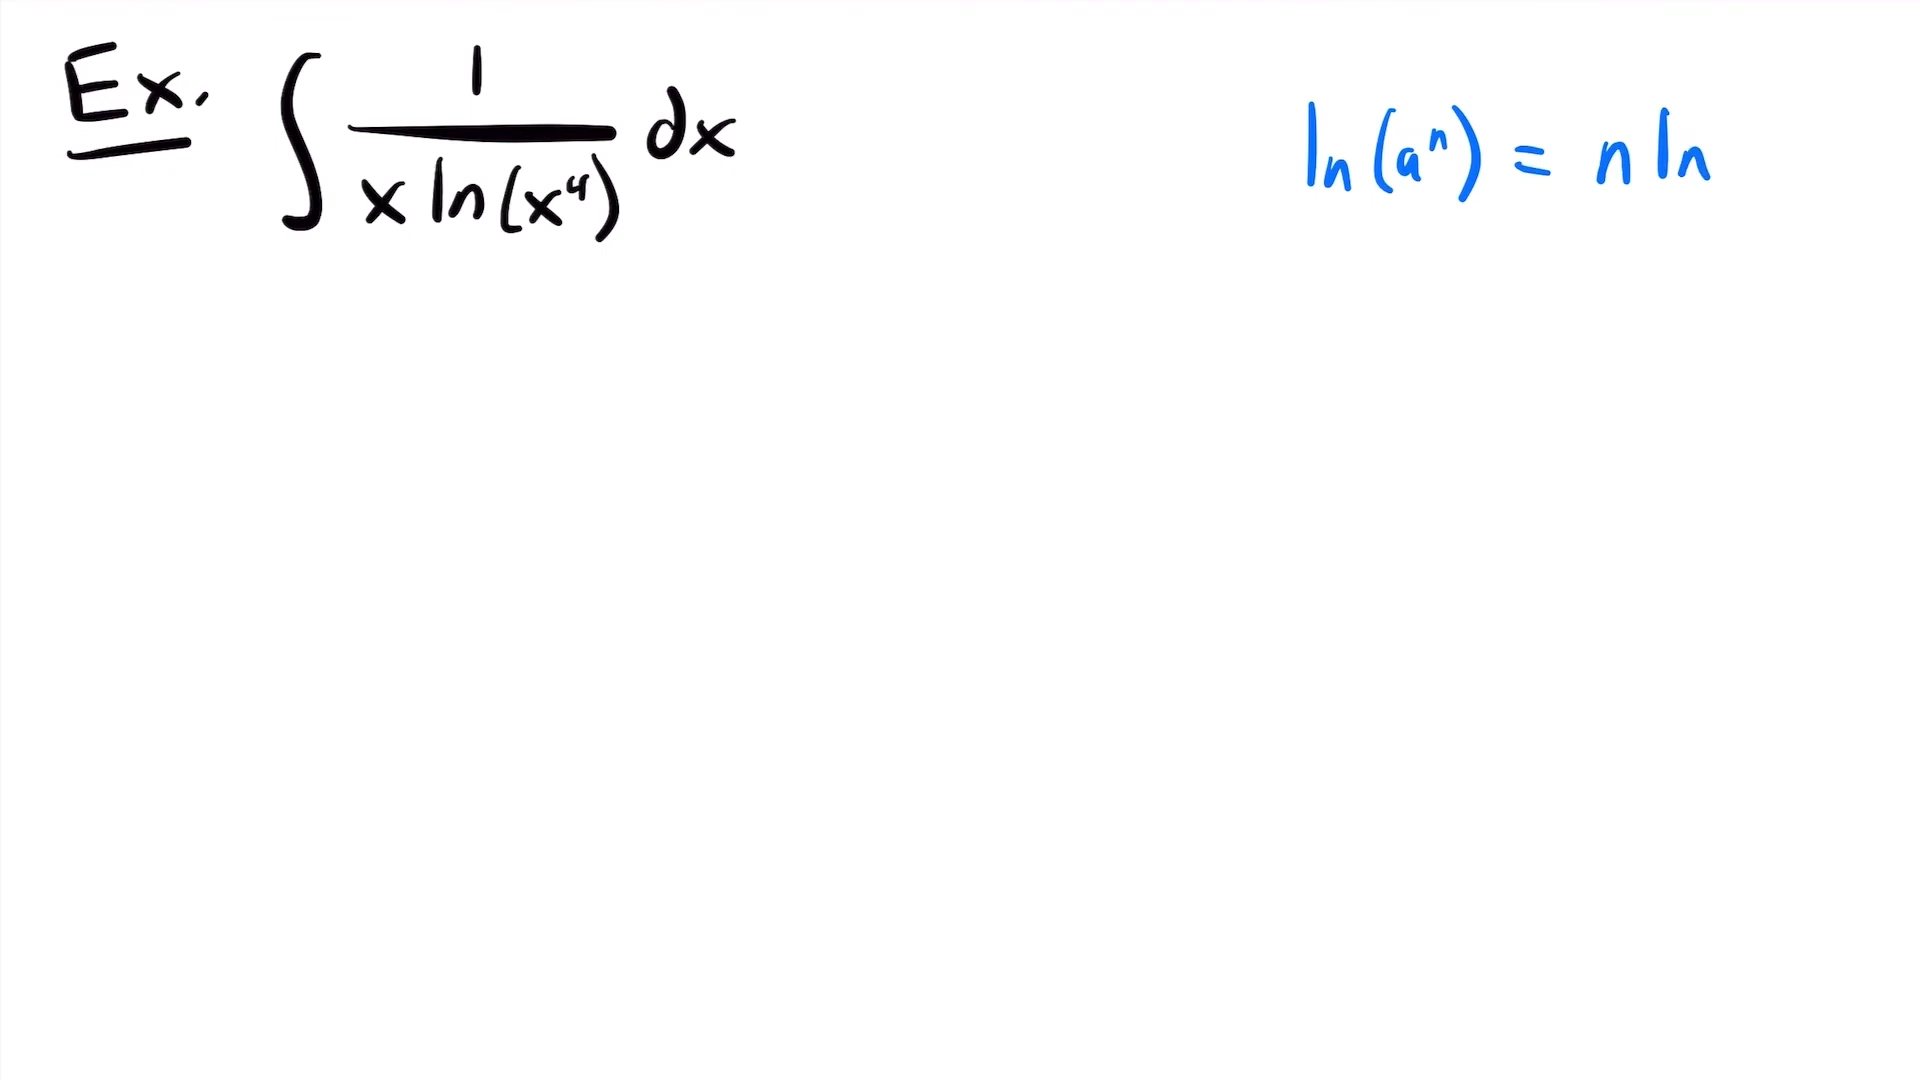 Ex. ∫ 1/(x ln(x⁴)) dx
ln(aⁿ) = n ln